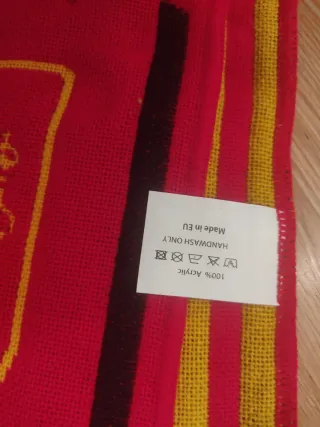 100% Acrylic
HANDWASH ONLY
Made in EU